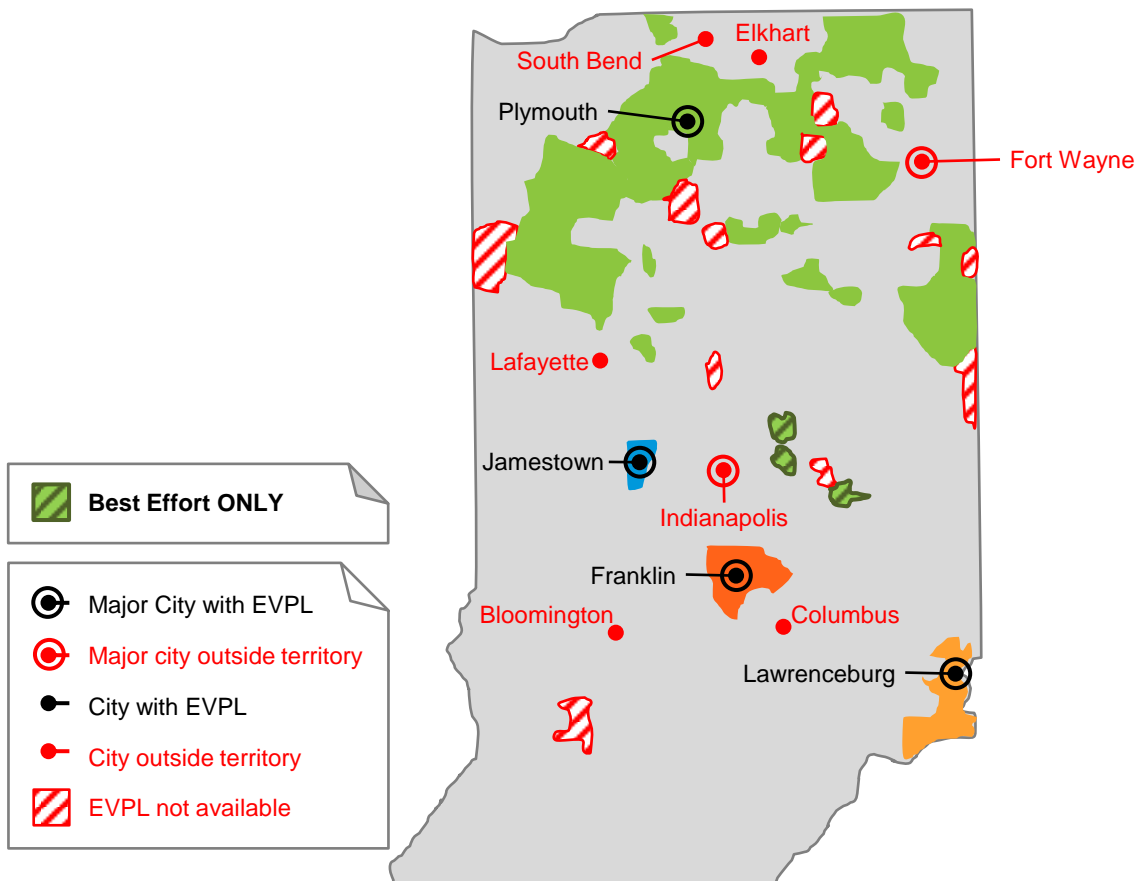 Elkhart
South Bend
Plymouth
Fort Wayne
Lafayette
Jamestown
Indianapolis
Franklin
Bloomington
Columbus
Lawrenceburg
Best Effort ONLY
Major City with EVPL
Major city outside territory
City with EVPL
City outside territory
EVPL not available